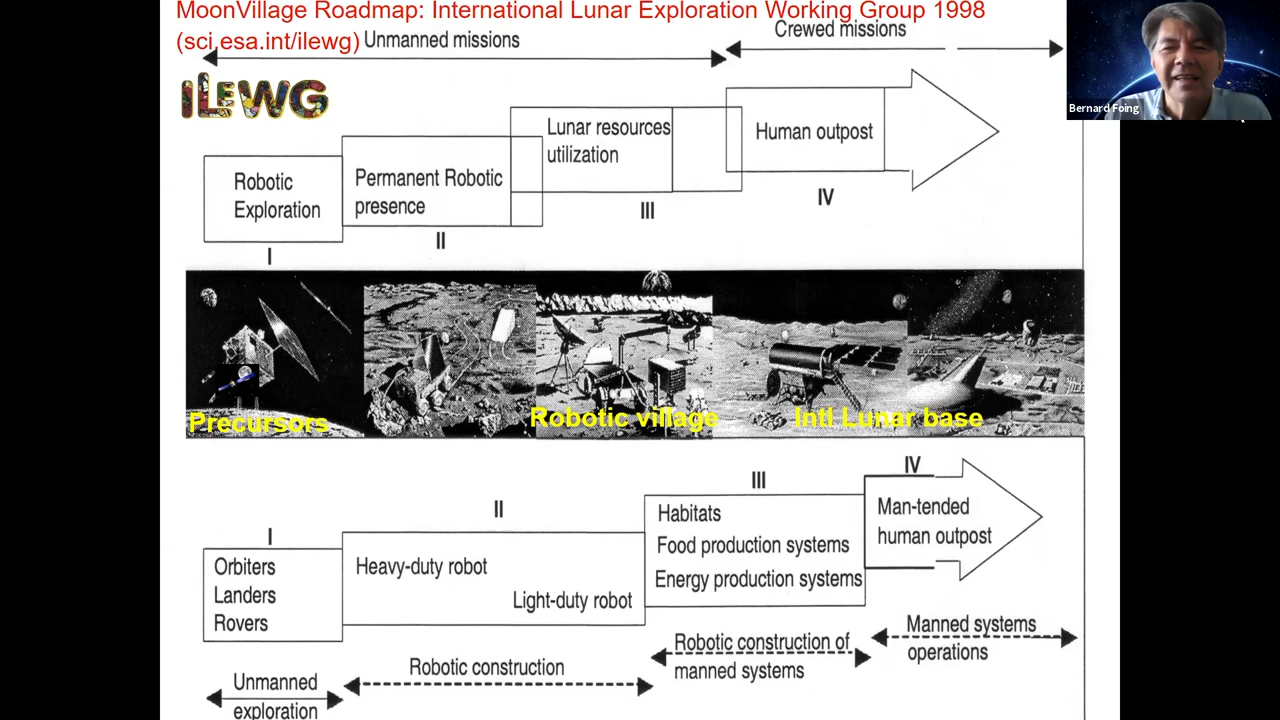 MoonVillage Roadmap: International Lunar Exploration Working Group 1998
(sci.esa.int/ilewg)
Unmanned missions
Crewed missions
Bernard Foing
ILEWG
Robotic
Exploration
I
Permanent Robotic
presence
II
Lunar resources
utilization
III
Human outpost
IV
Precursors
Robotic village
Intl Lunar base
I
Orbiters
Landers
Rovers
II
Heavy-duty robot
Light-duty robot
III
Habitats
Food production systems
Energy production systems
IV
Man-tended
human outpost
Unmanned
exploration
Robotic construction
Robotic construction of
manned systems
Manned systems
operations